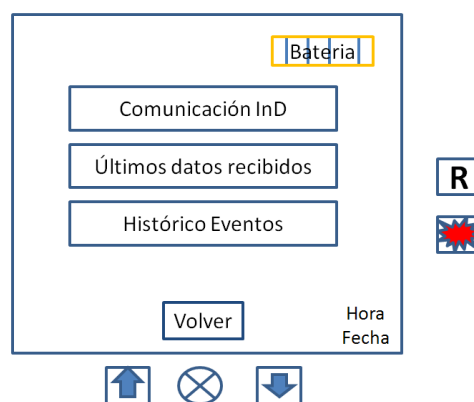 Bateria
Comunicación InD
Últimos datos recibidos
R
Histórico Eventos
Volver
Hora
Fecha